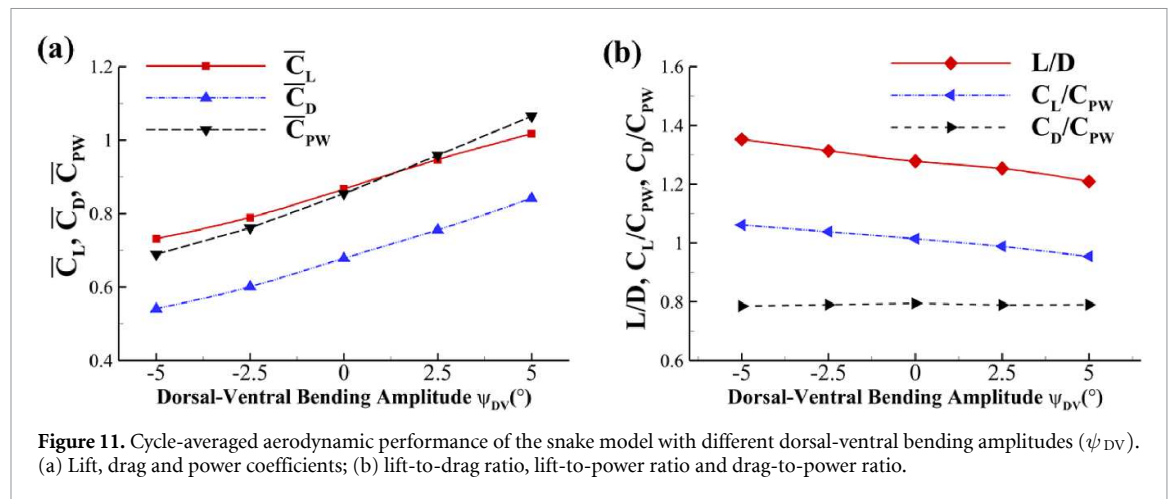 (a)
1.2
1
0.8
0.6
0.4
C̅L
C̅D
C̅PW
C̅L, C̅D, C̅PW
-5 -2.5 0 2.5 5
Dorsal-Ventral Bending Amplitude ψDV(°)
(b)
1.6
1.4
1.2
1
0.8
0.6
L/D
CL/CPW
CD/CPW
L/D, CL/CPW, CD/CPW
-5 -2.5 0 2.5 5
Dorsal-Ventral Bending Amplitude ψDV(°)
Figure 11. Cycle-averaged aerodynamic performance of the snake model with different dorsal-ventral bending amplitudes (ψDV).
(a) Lift, drag and power coefficients; (b) lift-to-drag ratio, lift-to-power ratio and drag-to-power ratio.